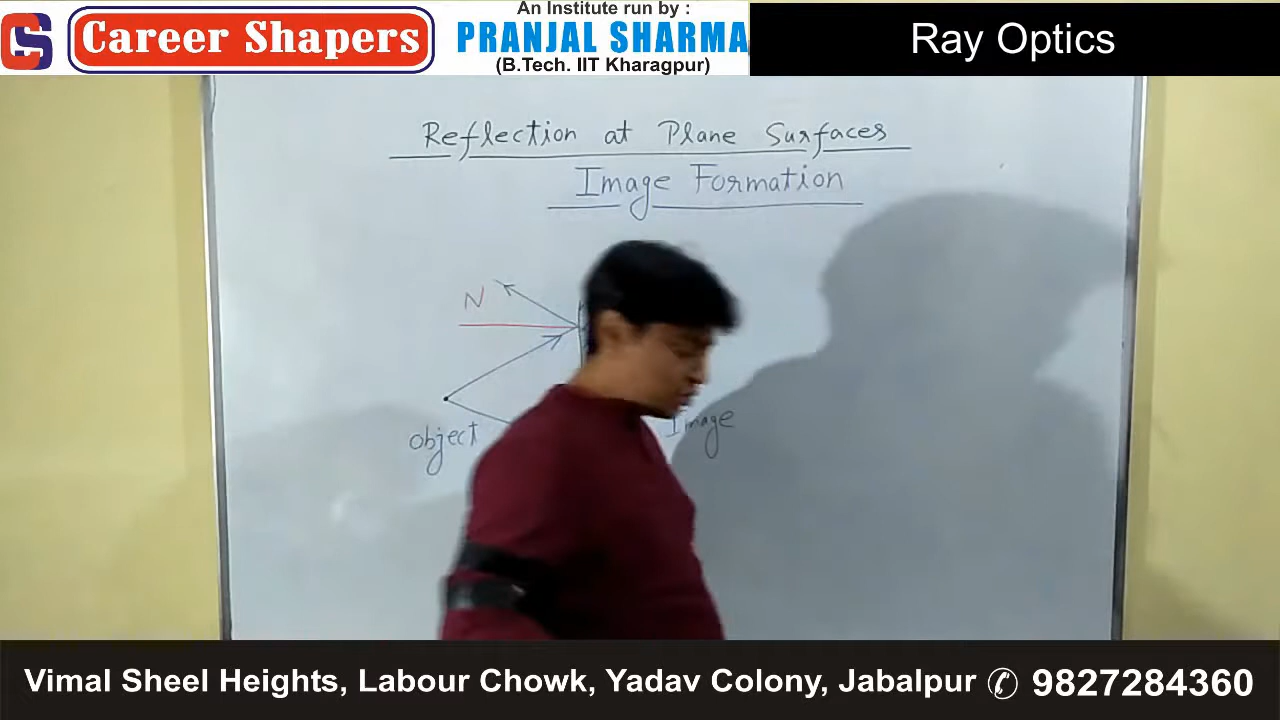 CS Career Shapers
An Institute run by :
PRANJAL SHARMA
(B.Tech. IIT Kharagpur)
Ray Optics
Reflection at Plane Surfaces
Image Formation
N
object
Image
Vimal Sheel Heights, Labour Chowk, Yadav Colony, Jabalpur 9827284360